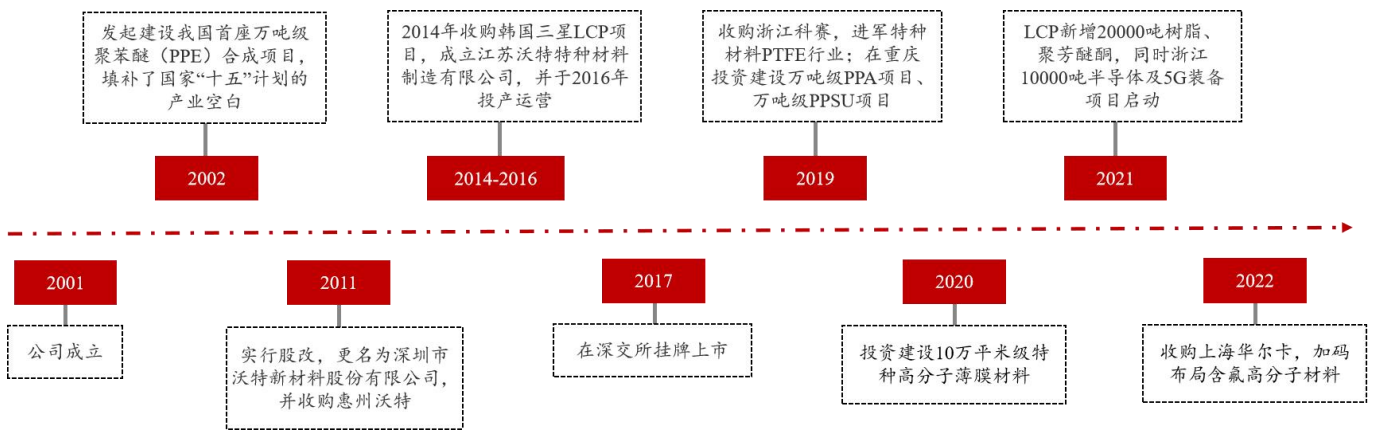 发起建设我国首座万吨级
聚苯醚（PPE）合成项目，
填补了国家“十五”计划的
产业空白
2002
2014年收购韩国三星LCP项
目，成立江苏沃特特种材料
制造有限公司，并于2016年
投产运营
2014-2016
收购浙江科赛，进军特种
材料PTFE行业；在重庆
投资建设万吨级PPA项目、
万吨级PPSU项目
2019
LCP新增20000吨树脂、
聚芳醚酮，同时浙江
10000吨半导体及5G装备
项目启动
2021
2001
公司成立
2011
实行股改，更名为深圳市
沃特新材料股份有限公司，
并收购惠州沃特
2017
在深交所挂牌上市
2020
投资建设10万平米级特
种高分子薄膜材料
2022
收购上海华尔卡，加码
布局含氟高分子材料